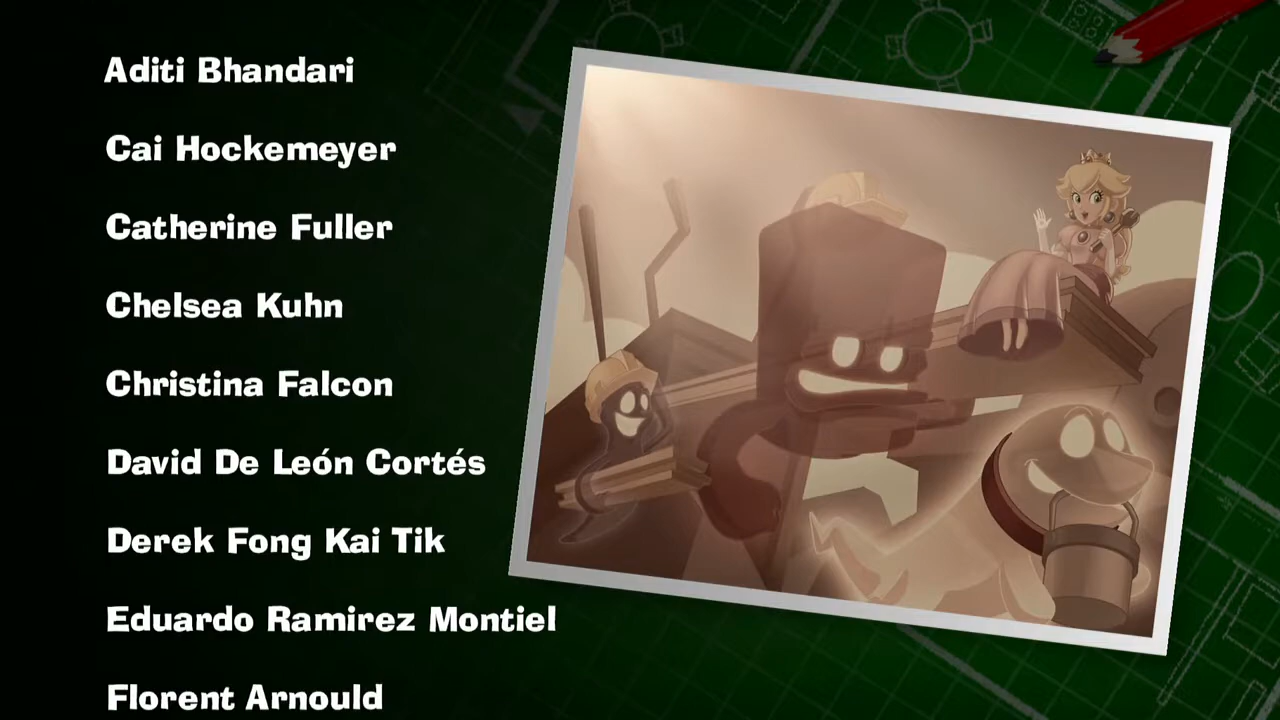 Aditi Bhandari
Cai Hockemeyer
Catherine Fuller
Chelsea Kuhn
Christina Falcon
David De León Cortés
Derek Fong Kai Tik
Eduardo Ramirez Montiel
Florent Arnould